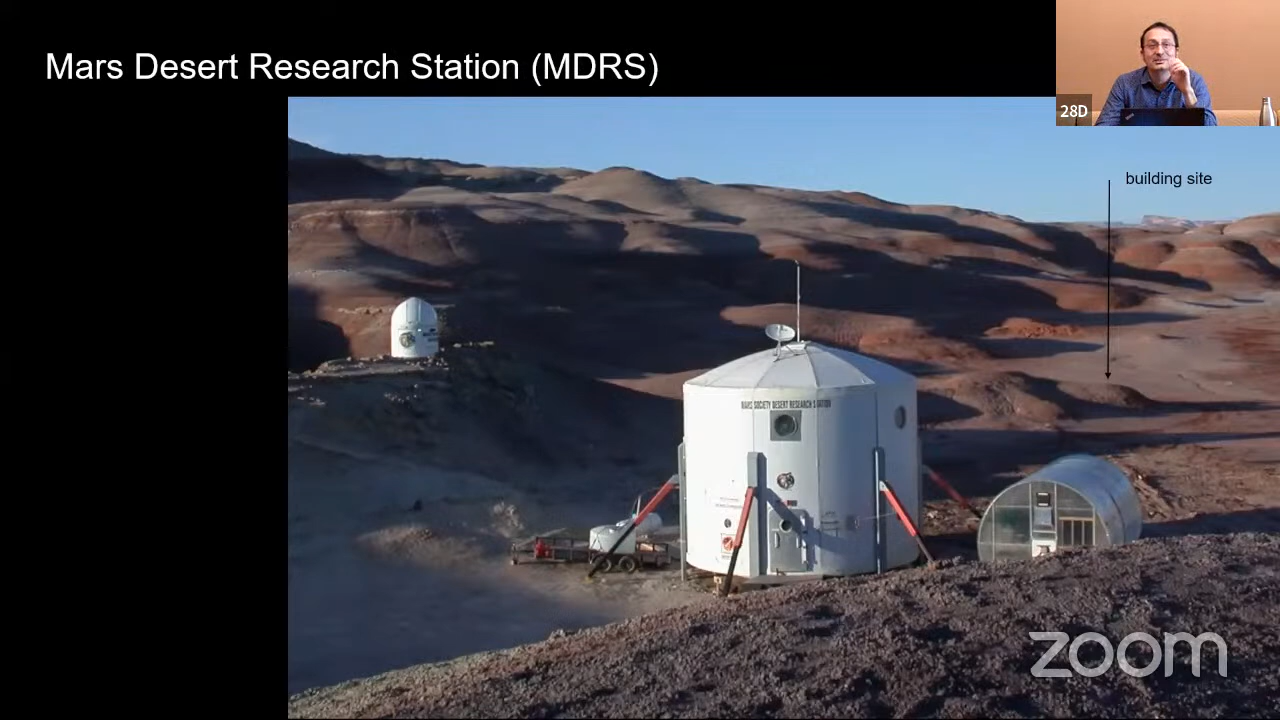 Mars Desert Research Station (MDRS)
28D
building site
MARS SOCIETY DESERT RESEARCH STATION
zoom